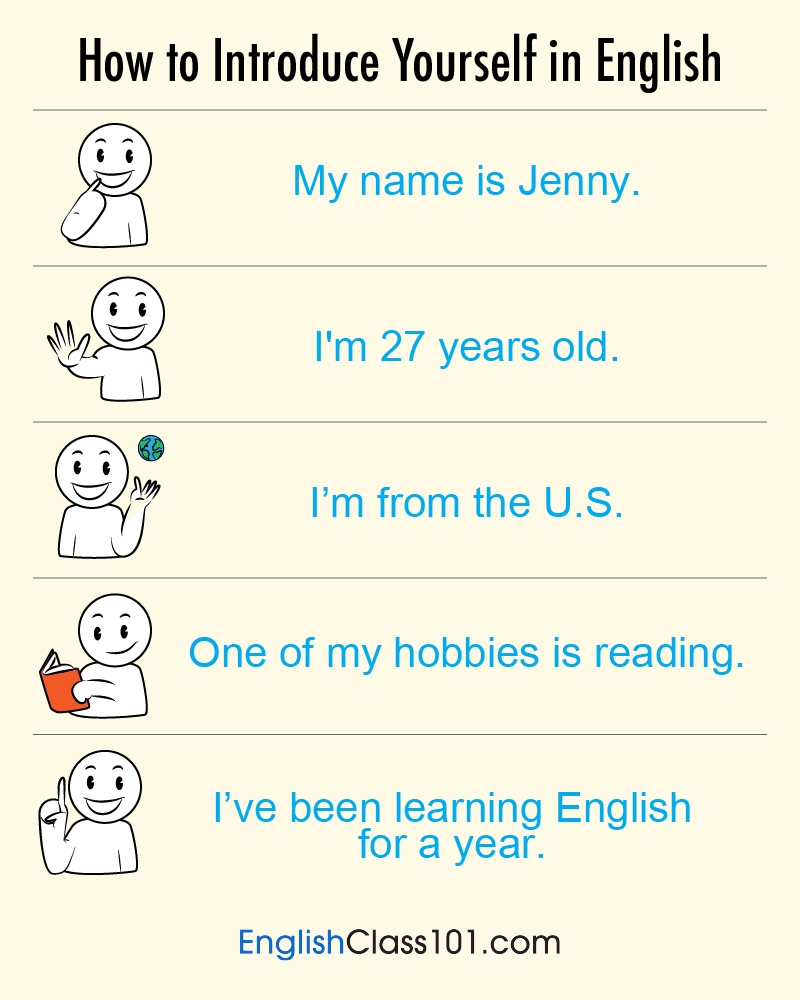 How to Introduce Yourself in English
My name is Jenny.
I'm 27 years old.
I’m from the U.S.
One of my hobbies is reading.
I’ve been learning English
for a year.
EnglishClass101.com